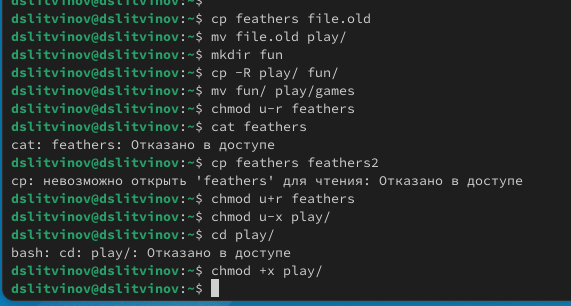 dslitvinov@dslitvinov:~$
dslitvinov@dslitvinov:~$ cp feathers file.old
dslitvinov@dslitvinov:~$ mv file.old play/
dslitvinov@dslitvinov:~$ mkdir fun
dslitvinov@dslitvinov:~$ cp -R play/ fun/
dslitvinov@dslitvinov:~$ mv fun/ play/games
dslitvinov@dslitvinov:~$ chmod u-r feathers
dslitvinov@dslitvinov:~$ cat feathers
cat: feathers: Отказано в доступе
dslitvinov@dslitvinov:~$ cp feathers feathers2
cp: невозможно открыть 'feathers' для чтения: Отказано в доступе
dslitvinov@dslitvinov:~$ chmod u+r feathers
dslitvinov@dslitvinov:~$ chmod u-x play/
dslitvinov@dslitvinov:~$ cd play/
bash: cd: play/: Отказано в доступе
dslitvinov@dslitvinov:~$ chmod +x play/
dslitvinov@dslitvinov:~$